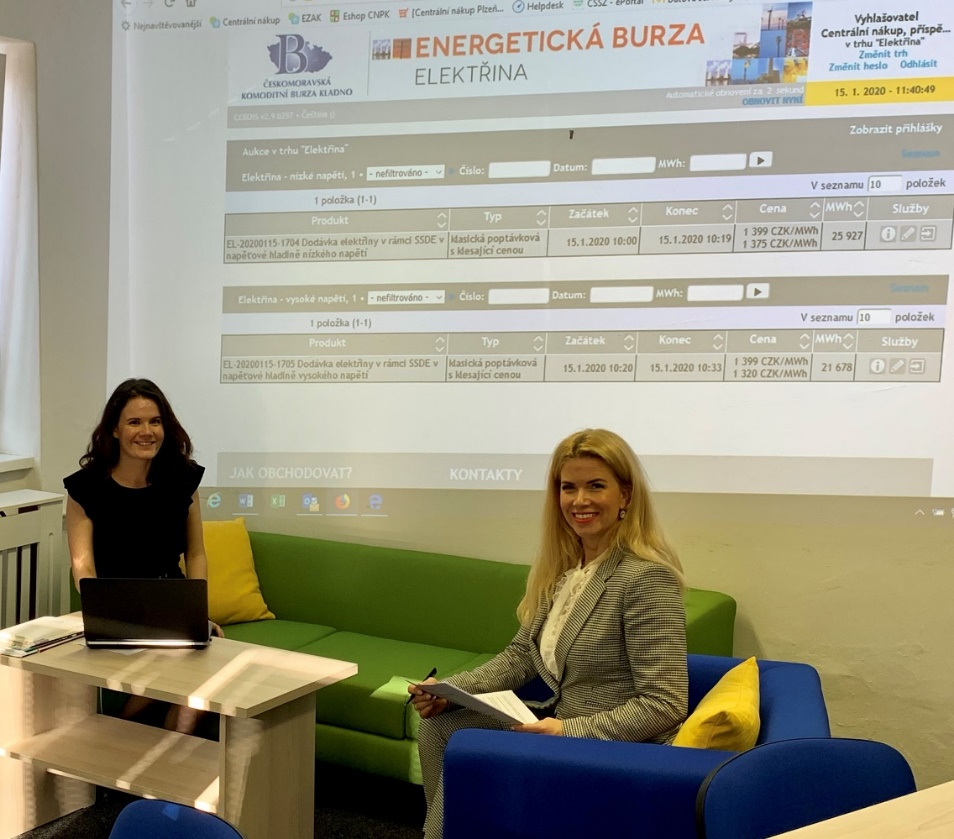 Nejnavštěvovanější Centrální nákup EZAK Eshop CNPK [Centrální nákup Plzeň... Helpdesk ČSSZ - ePortál
ČESKOMORAVSKÁ
KOMODITNÍ BURZA KLADNO
ENERGETICKÁ BURZA
ELEKTŘINA
Vyhlašovatel
Centrální nákup, příspě...
v trhu "Elektřina"
Změnit trh
Změnit heslo Odhlásit
Automatické obnovení za: 2 sekund
OBNOVIT NYNÍ
15. 1. 2020 - 11:40:49
Zobrazit přihlášky
Aukce v trhu "Elektřina"
Seznam
Elektřina - nízké napětí, 1 • - nefiltrováno - Číslo: Datum: MWh:
V seznamu 10 položek
1 položka (1-1)
Produkt Typ Začátek Konec Cena MWh Služby
EL-20200115-1704 Dodávka elektřiny v rámci SSDE v klasická poptávková 15.1.2020 10:00 15.1.2020 10:19 1 399 CZK/MWh 25 927
napěťové hladině nízkého napětí s klesající cenou 1 375 CZK/MWh
Seznam
Elektřina - vysoké napětí, 1 • - nefiltrováno - Číslo: Datum: MWh:
V seznamu 10 položek
1 položka (1-1)
Produkt Typ Začátek Konec Cena MWh Služby
EL-20200115-1705 Dodávka elektřiny v rámci SSDE v klasická poptávková 15.1.2020 10:20 15.1.2020 10:33 1 399 CZK/MWh 21 678
napěťové hladině vysokého napětí s klesající cenou 1 320 CZK/MWh
JAK OBCHODOVAT? KONTAKTY